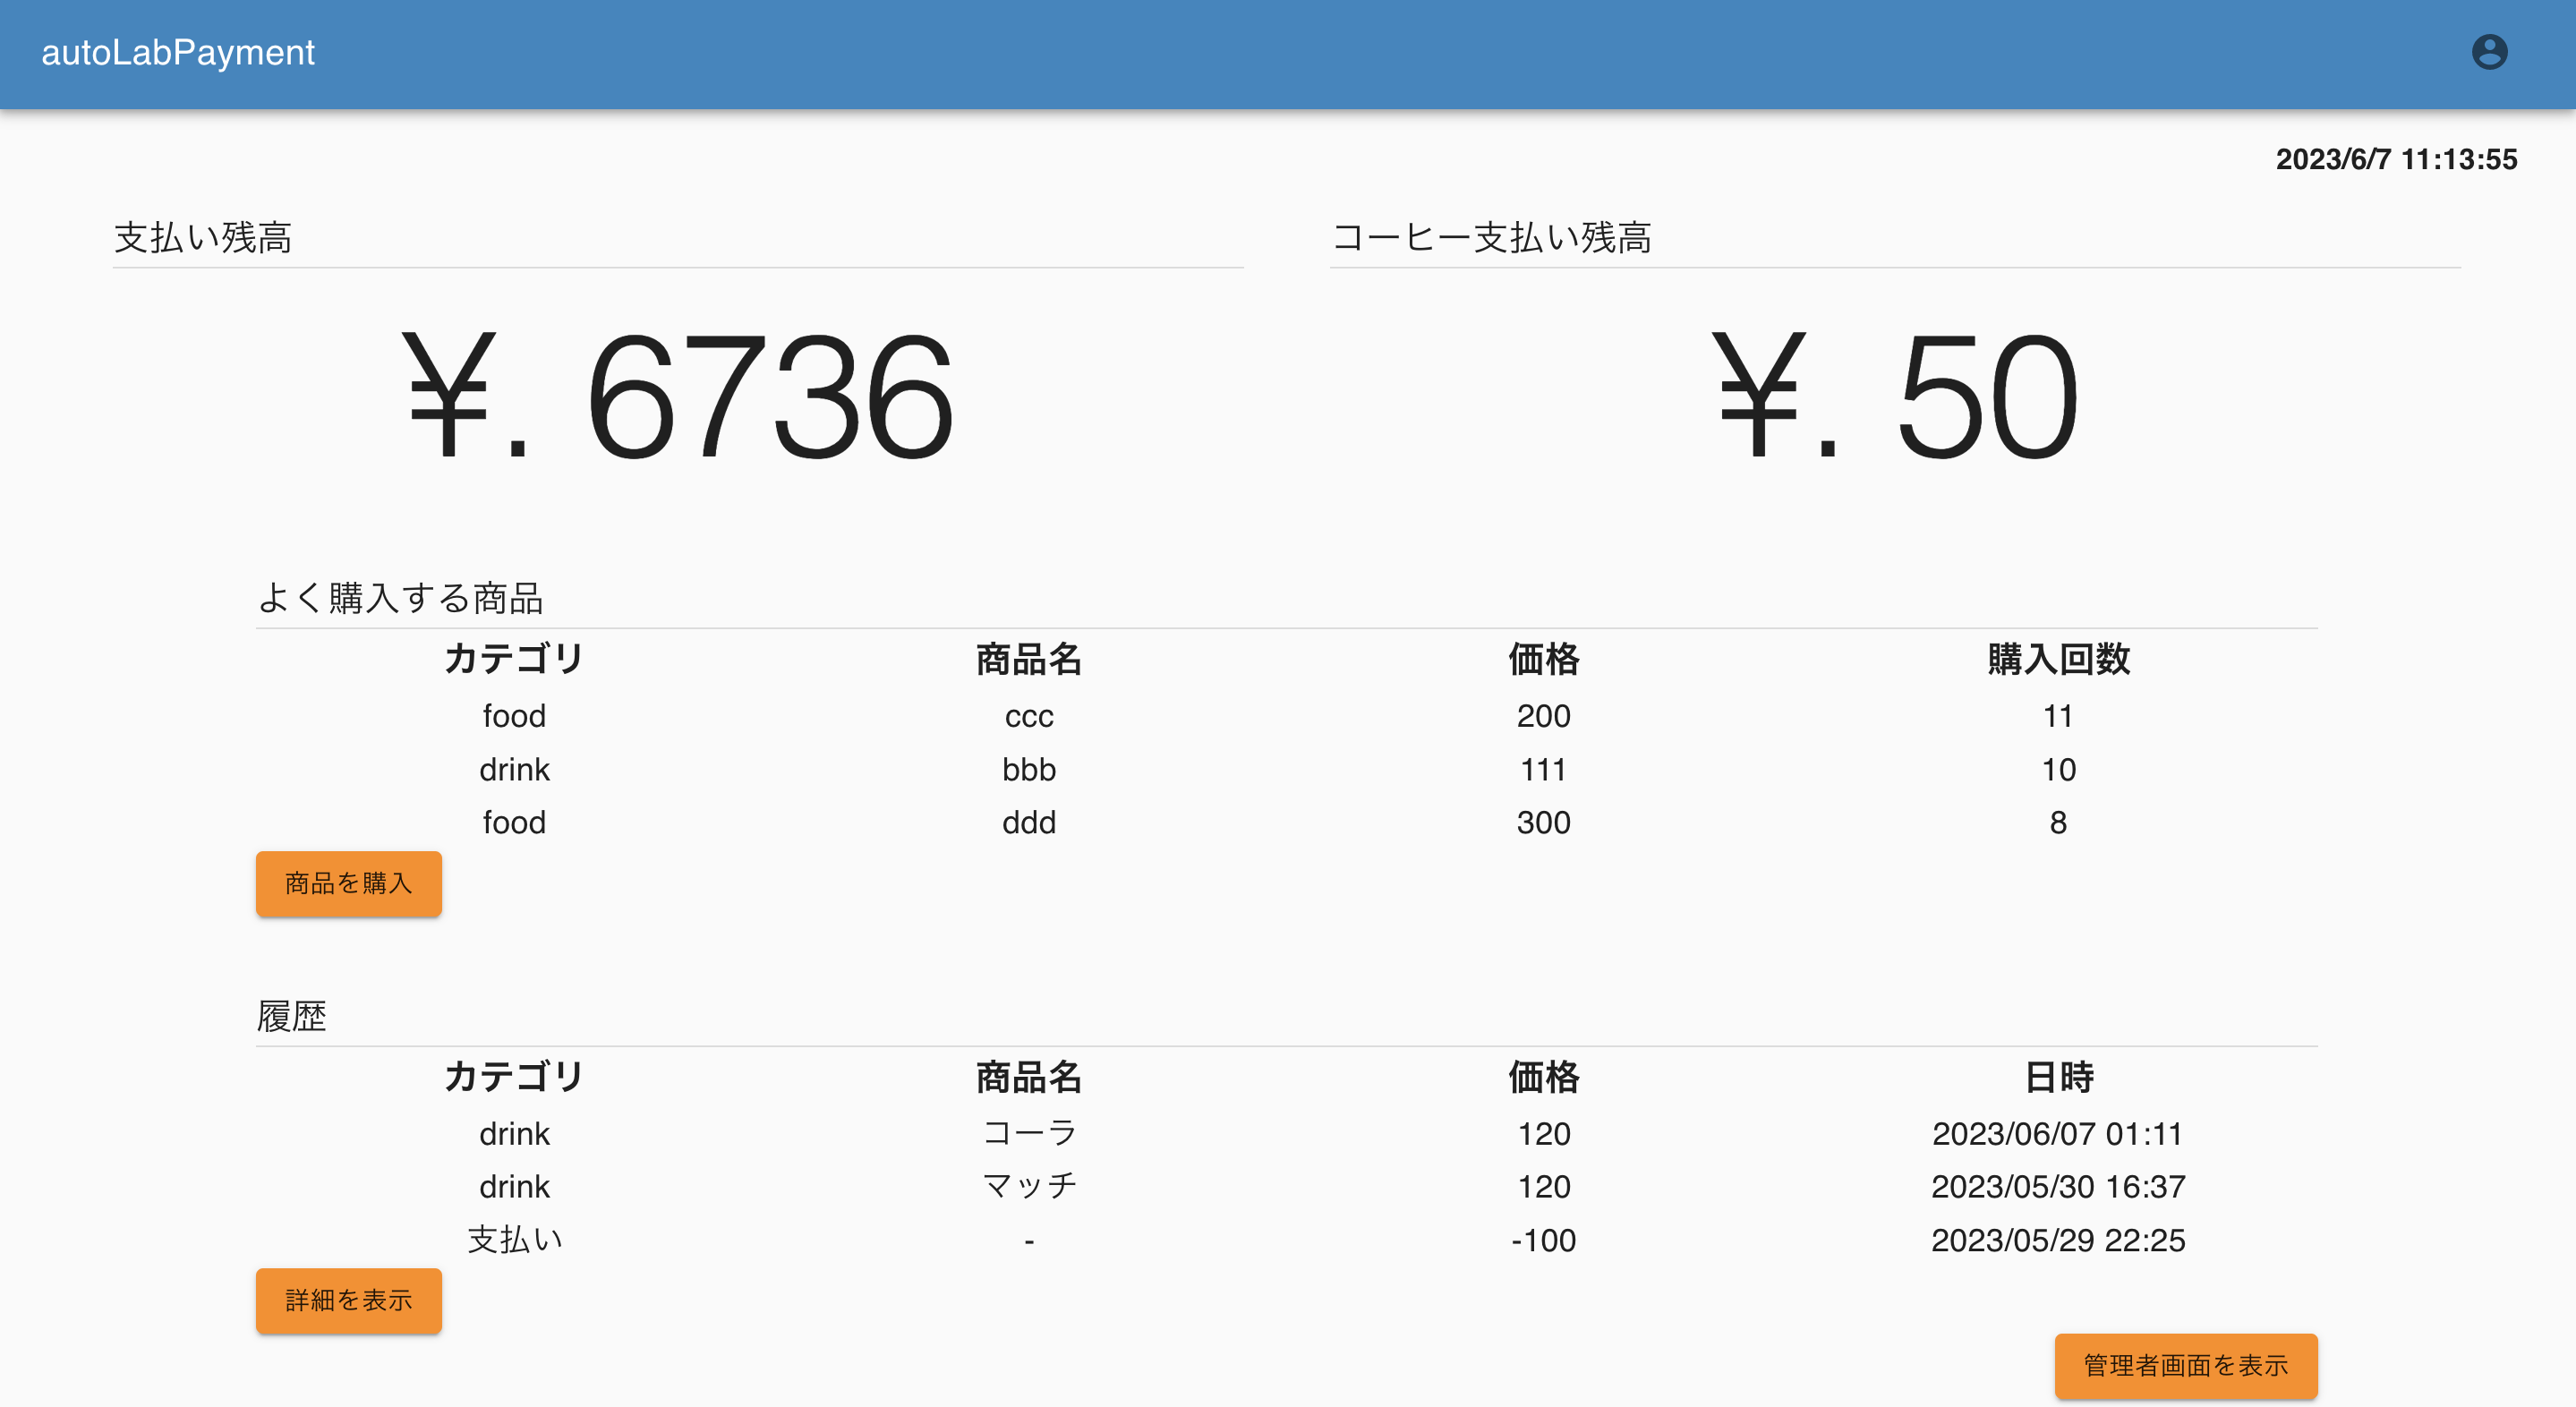 autoLabPayment
2023/6/7 11:13:55
支払い残高
コーヒー支払い残高
¥. 6736
¥. 50
よく購入する商品
カテゴリ 商品名 価格 購入回数
food ccc 200 11
drink bbb 111 10
food ddd 300 8
商品を購入
履歴
カテゴリ 商品名 価格 日時
drink コーラ 120 2023/06/07 01:11
drink マッチ 120 2023/05/30 16:37
支払い - -100 2023/05/29 22:25
詳細を表示
管理者画面を表示